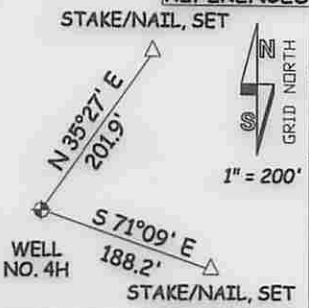 REFERENCES
STAKE/NAIL, SET
N
S
GRID NORTH
1" = 200'
N 35°27' E
201.9'
S 71°09' E
188.2'
WELL
NO. 4H
STAKE/NAIL, SET